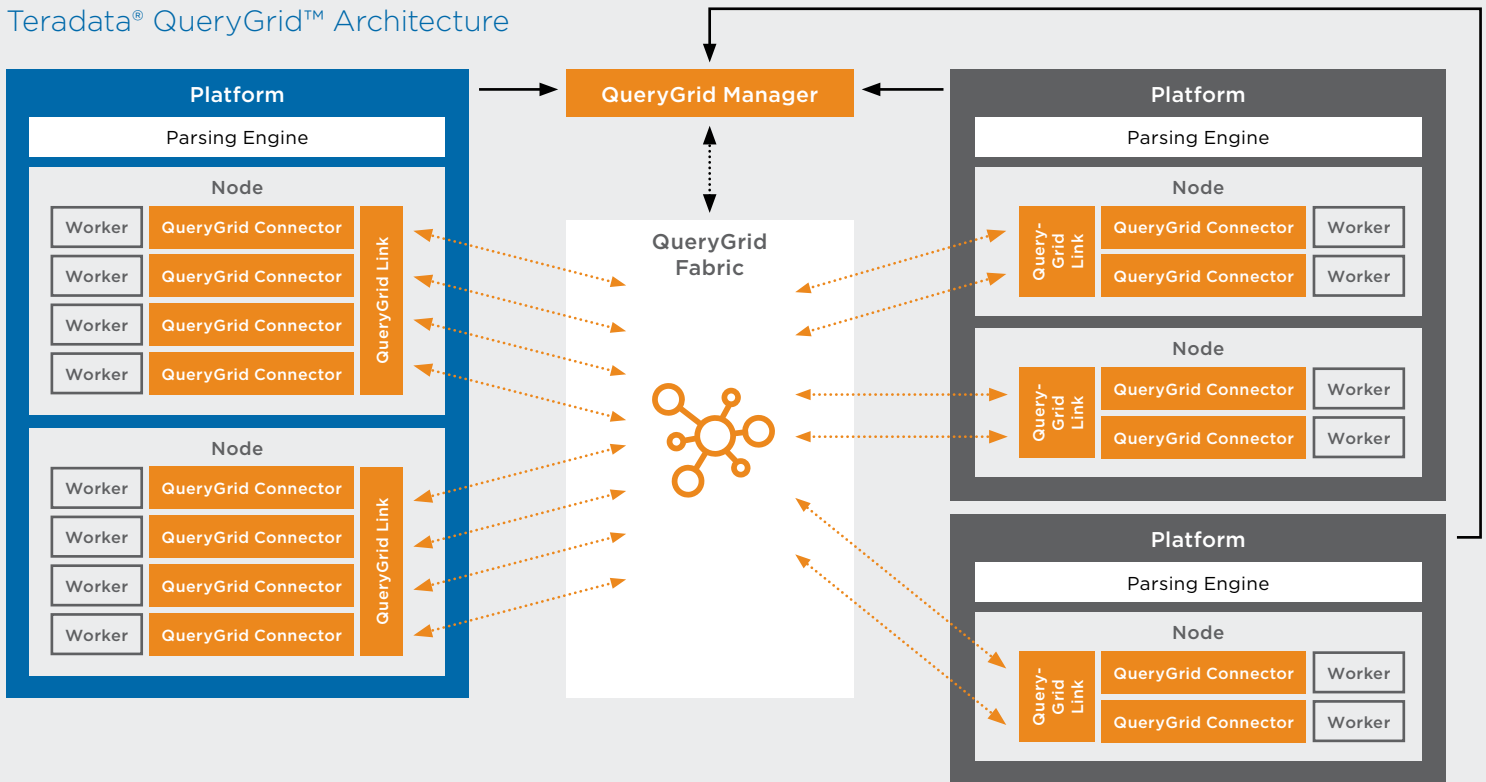 Teradata® QueryGrid™ Architecture
Platform
Parsing Engine
Node
Worker
QueryGrid Connector
Worker
QueryGrid Connector
Worker
QueryGrid Connector
Worker
QueryGrid Connector
QueryGrid Link
Node
Worker
QueryGrid Connector
Worker
QueryGrid Connector
Worker
QueryGrid Connector
Worker
QueryGrid Connector
QueryGrid Link
QueryGrid Manager
QueryGrid
Fabric
Platform
Parsing Engine
Node
Query-
Grid
Link
QueryGrid Connector
Worker
QueryGrid Connector
Worker
Node
Query-
Grid
Link
QueryGrid Connector
Worker
QueryGrid Connector
Worker
Platform
Parsing Engine
Node
Query-
Grid
Link
QueryGrid Connector
Worker
QueryGrid Connector
Worker